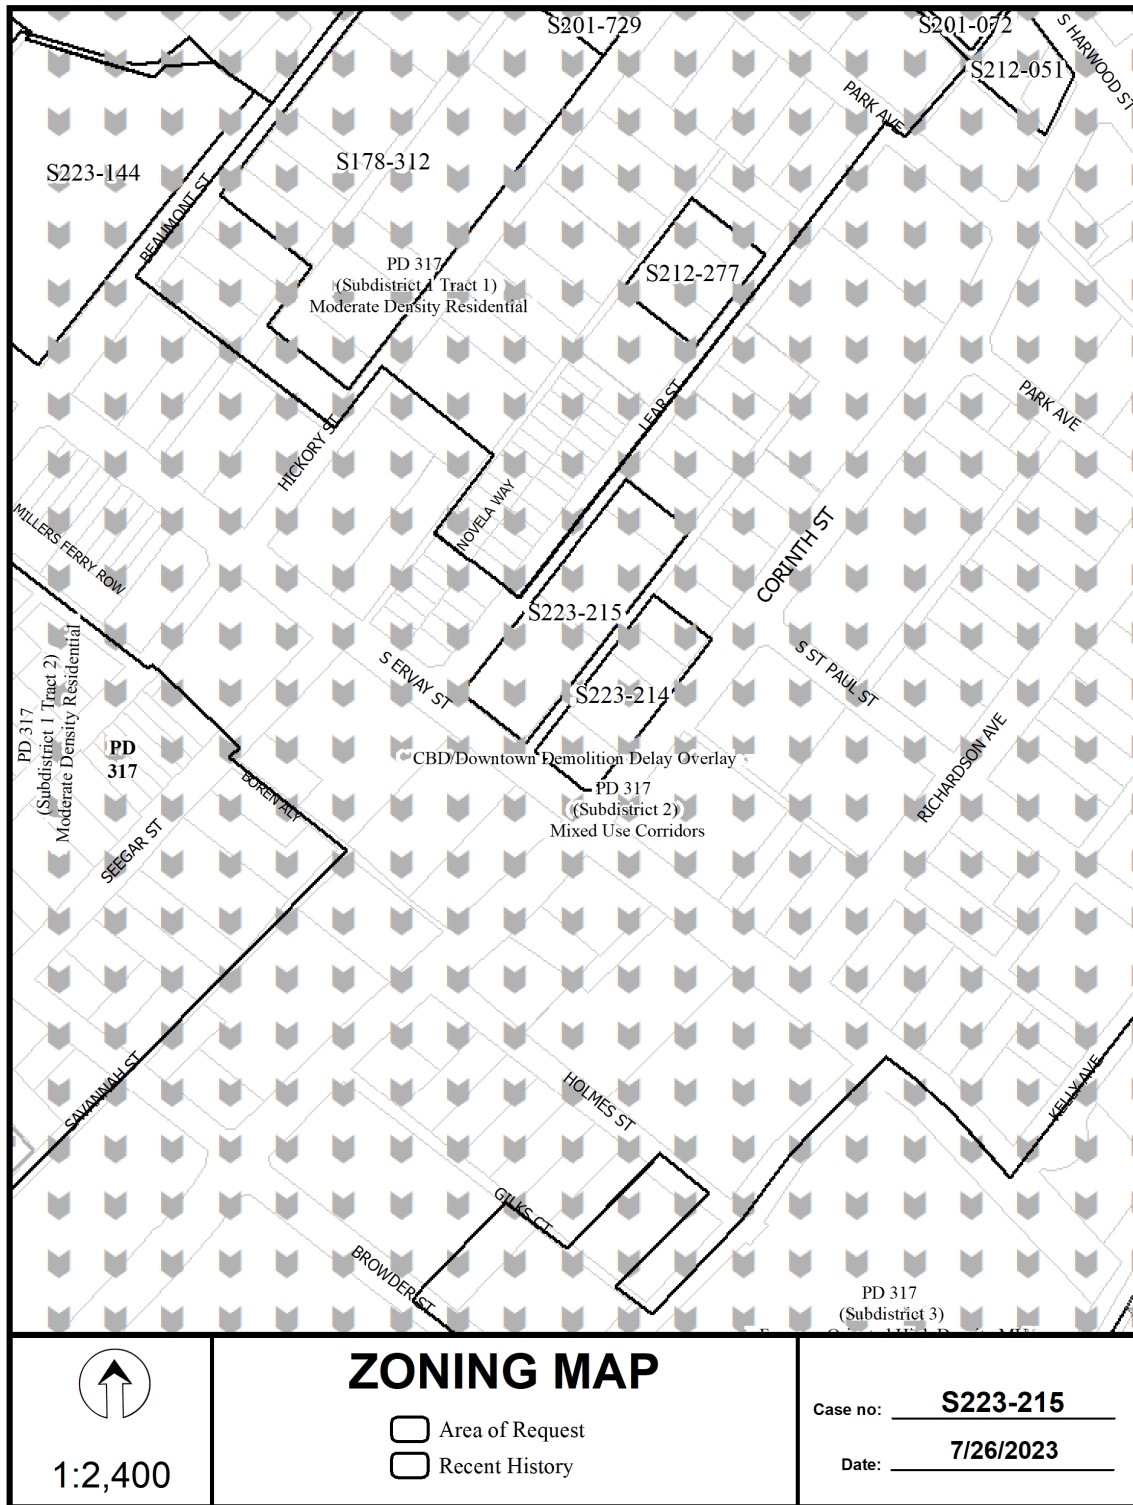 S201-729
S201-072
S HARWOOD ST
S212-051
PARK AVE
S178-312
S223-144
BEAUMONT ST
PD 317
(Subdistrict 1 Tract 1)
Moderate Density Residential
S212-277
LEAR ST
PARK AVE
HICKORY ST
NOVELA WAY
CORINTH ST
MILLERS FERRY ROW
S223-215
S ERVAY ST
S ST PAUL ST
S223-214
PD 317
(Subdistrict 1 Tract 2)
Moderate Density Residential
PD
317
CBD/Downtown Demolition Delay Overlay
PD 317
(Subdistrict 2)
Mixed Use Corridors
BOREN ALY
RICHARDSON AVE
SEEGAR ST
SAVANNAH ST
HOLMES ST
KELLY AVE
GILKS CT
BROWDER ST
PD 317
(Subdistrict 3)
1:2,400
ZONING MAP
Area of Request
Recent History
Case no: S223-215
Date: 7/26/2023